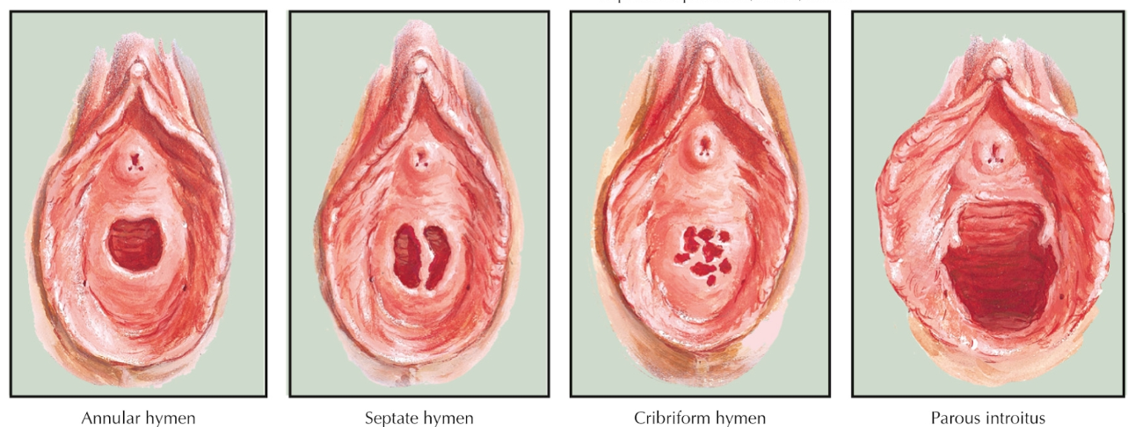 Annular hymen
Septate hymen
Cribriform hymen
Parous introitus